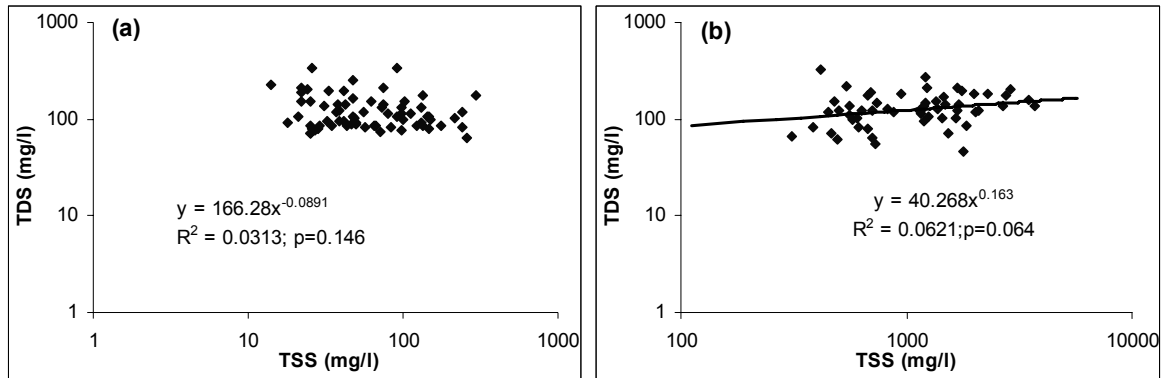 (a)
1000
100
10
1
TDS (mg/l)
y = 166.28x^-0.0891
R² = 0.0313; p=0.146
1 10 100 1000
TSS (mg/l)
(b)
1000
100
10
1
TDS (mg/l)
y = 40.268x^0.163
R² = 0.0621;p=0.064
100 1000 10000
TSS (mg/l)